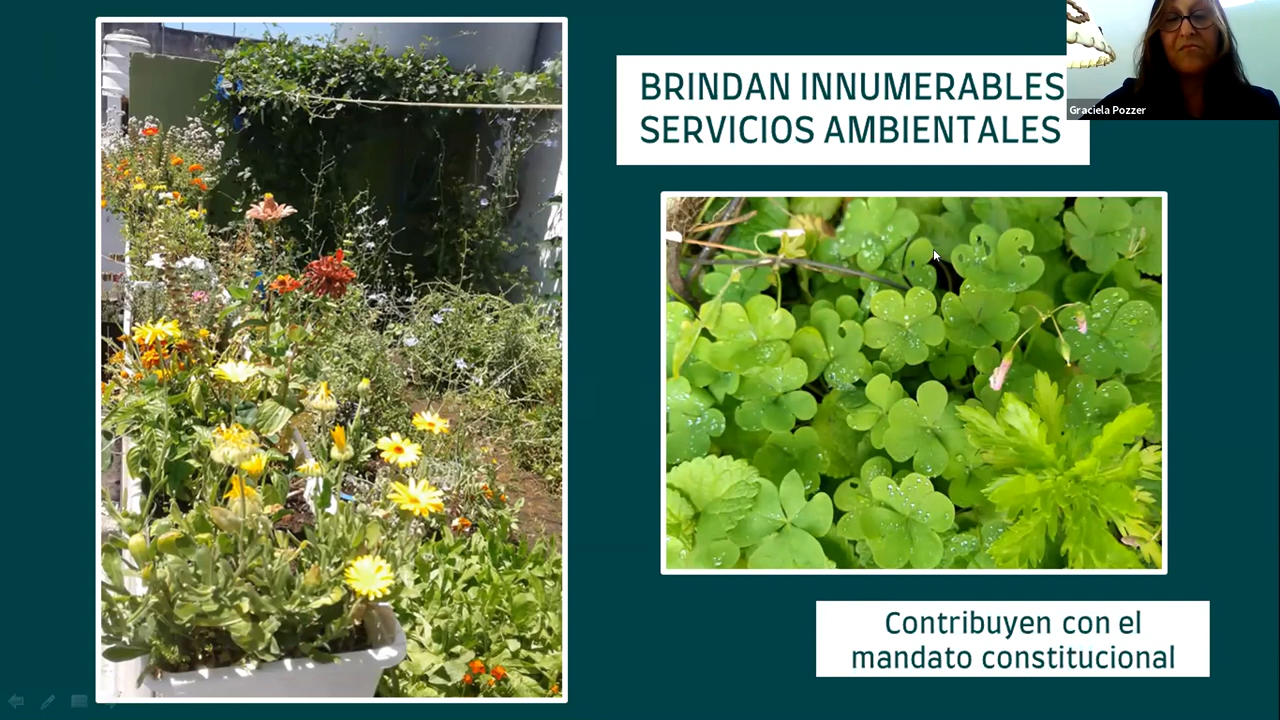 BRINDAN INNUMERABLES
SERVICIOS AMBIENTALES
Graciela Pozzer
Contribuyen con el
mandato constitucional